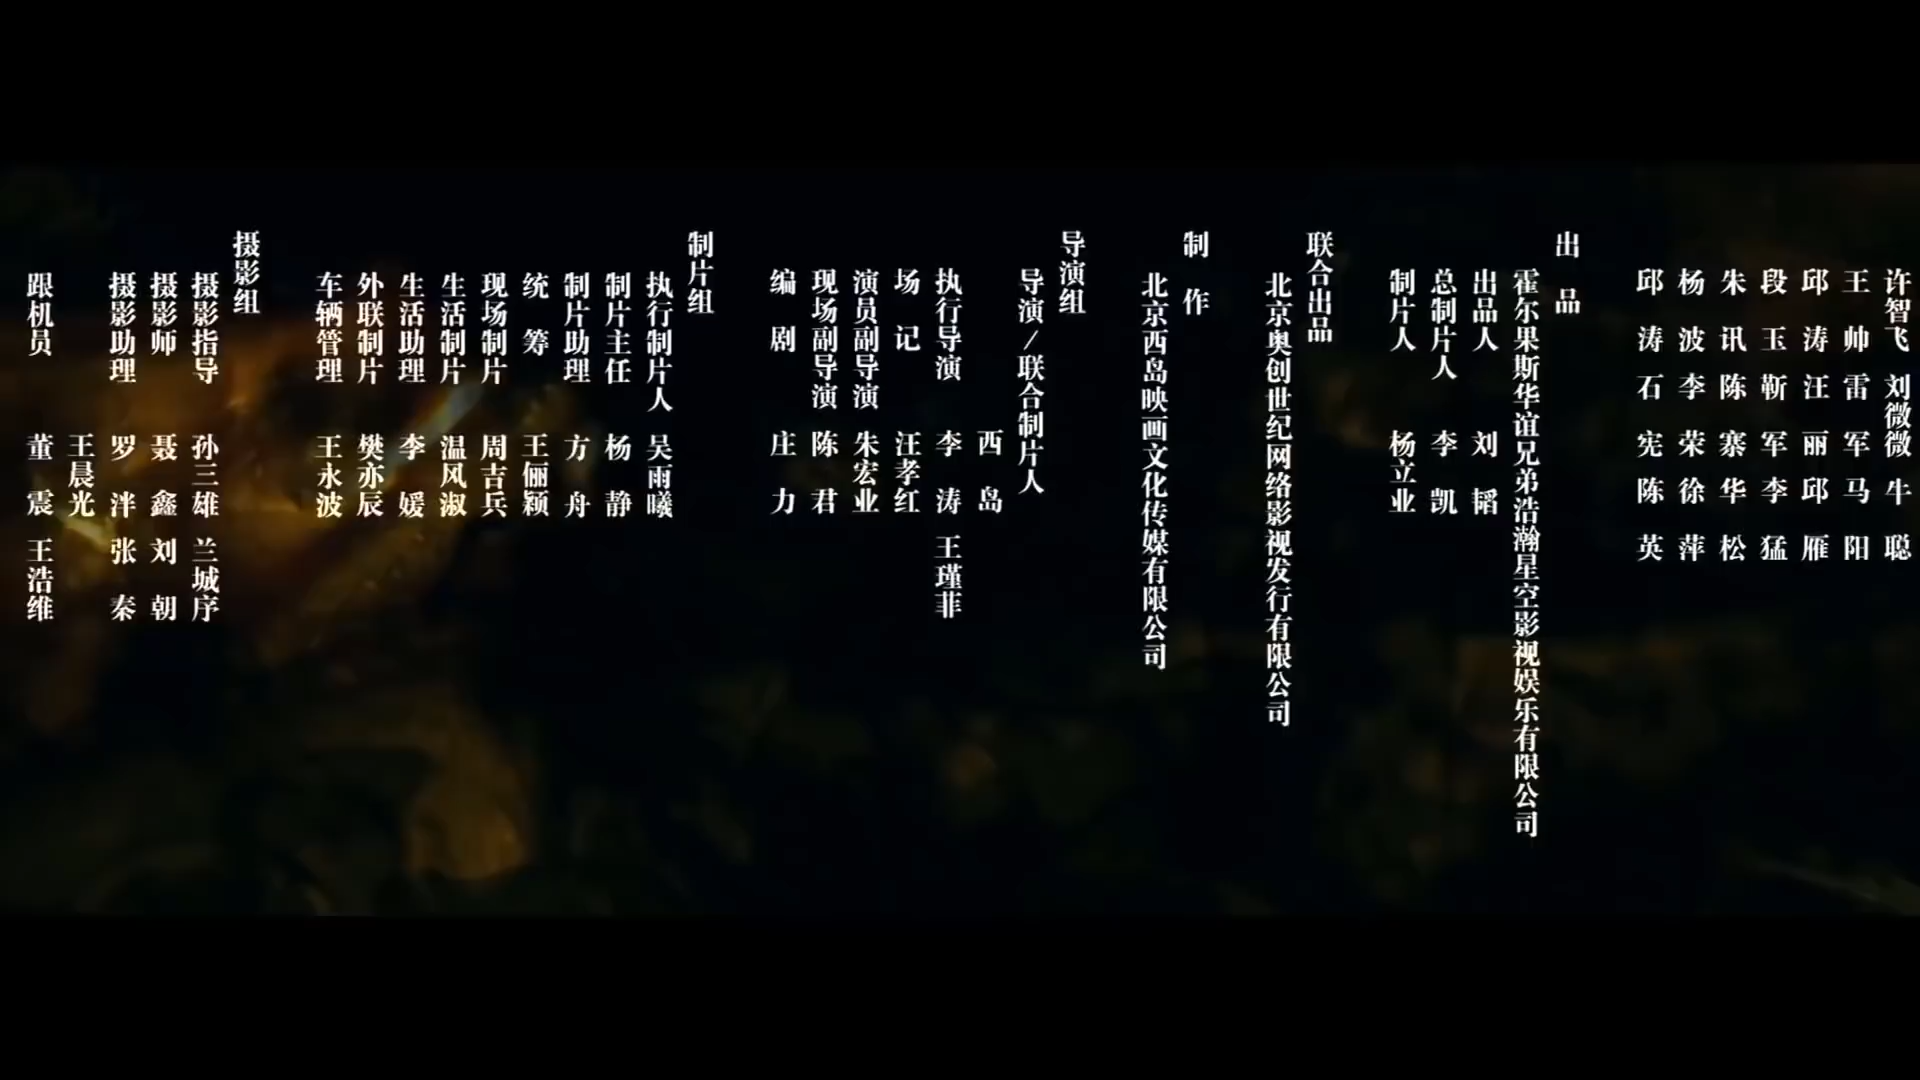 许智飞 刘微微 牛聪
王帅 雷军 马阳
邱涛 汪丽 邱雁
段玉 靳军 李猛
朱讯 陈寨 华松
杨波 李荣 徐萍
邱涛 石宪 陈英
出品
霍尔果斯华谊兄弟浩瀚星空影视娱乐有限公司
出品人 刘韬
总制片人 李凯
制片人 杨立业
联合出品
北京奥创世纪网络影视发行有限公司
制作
北京西岛映画文化传媒有限公司
导演组
导演/联合制片人
西岛
执行导演 李涛 王瑾菲
场记 汪孝红
演员副导演 朱宏业
现场副导演 陈君
编剧 庄力
制片组
执行制片人 吴雨曦
制片主任 杨静
制片助理 方舟
统筹 王俪颖
现场制片 周吉兵
生活制片 温风淑
生活助理 李媛
外联制片 樊亦辰
车辆管理 王永波
摄影组
摄影指导 孙三雄 兰城序
摄影师 聂鑫 刘朝
摄影助理 罗泮 张秦
王晨光
跟机员 董震 王浩维